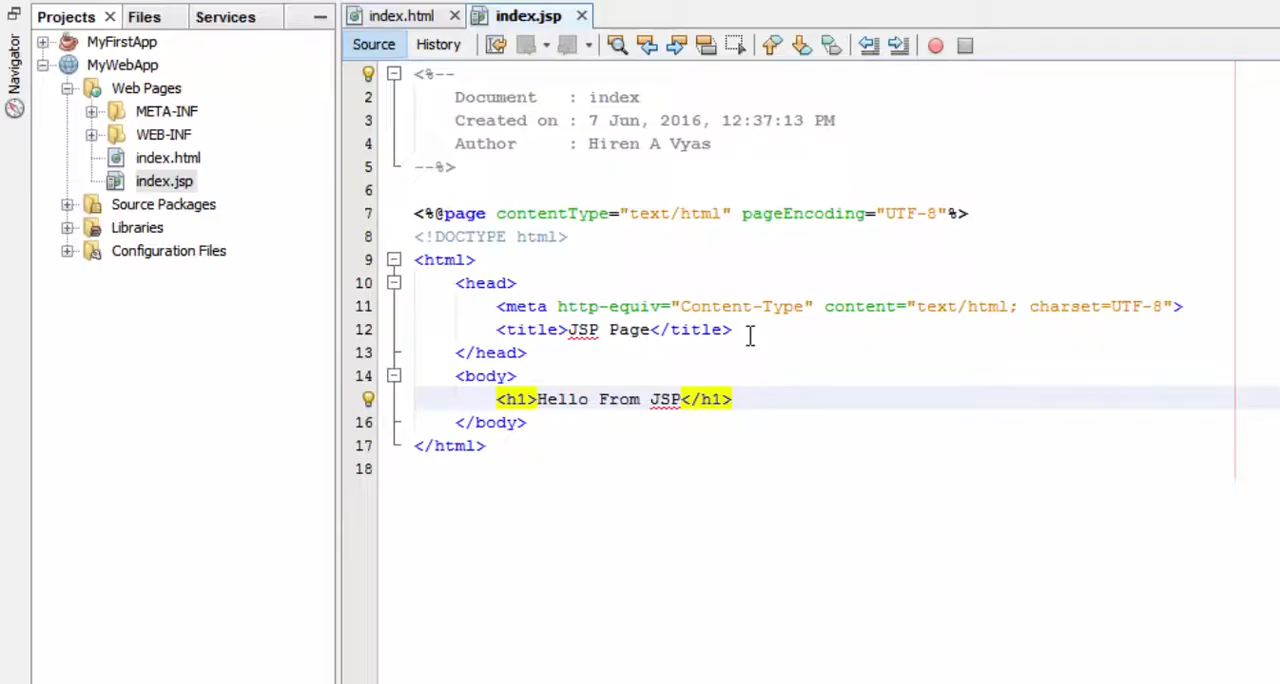 Projects Files Services
index.html index.jsp
Navigator
Source History
MyFirstApp
MyWebApp
Web Pages
META-INF
WEB-INF
index.html
index.jsp
Source Packages
Libraries
Configuration Files
<%--
2 Document : index
3 Created on : 7 Jun, 2016, 12:37:13 PM
4 Author : Hiren A Vyas
5 --%>
6
7 <%@page contentType="text/html" pageEncoding="UTF-8"%>
8 <!DOCTYPE html>
9 <html>
10 <head>
11 <meta http-equiv="Content-Type" content="text/html; charset=UTF-8">
12 <title>JSP Page</title>
13 </head>
14 <body>
<h1>Hello From JSP</h1>
16 </body>
17 </html>
18